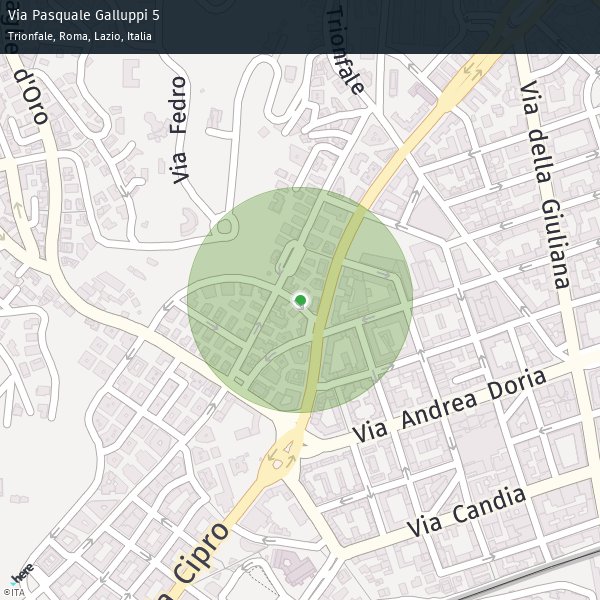 Via Pasquale Galluppi 5
Trionfale, Roma, Lazio, Italia
d'Oro
Via Fedro
Trionfale
Via della Giuliana
Via Andrea Doria
Via Candia
Cipro
here
©ITA